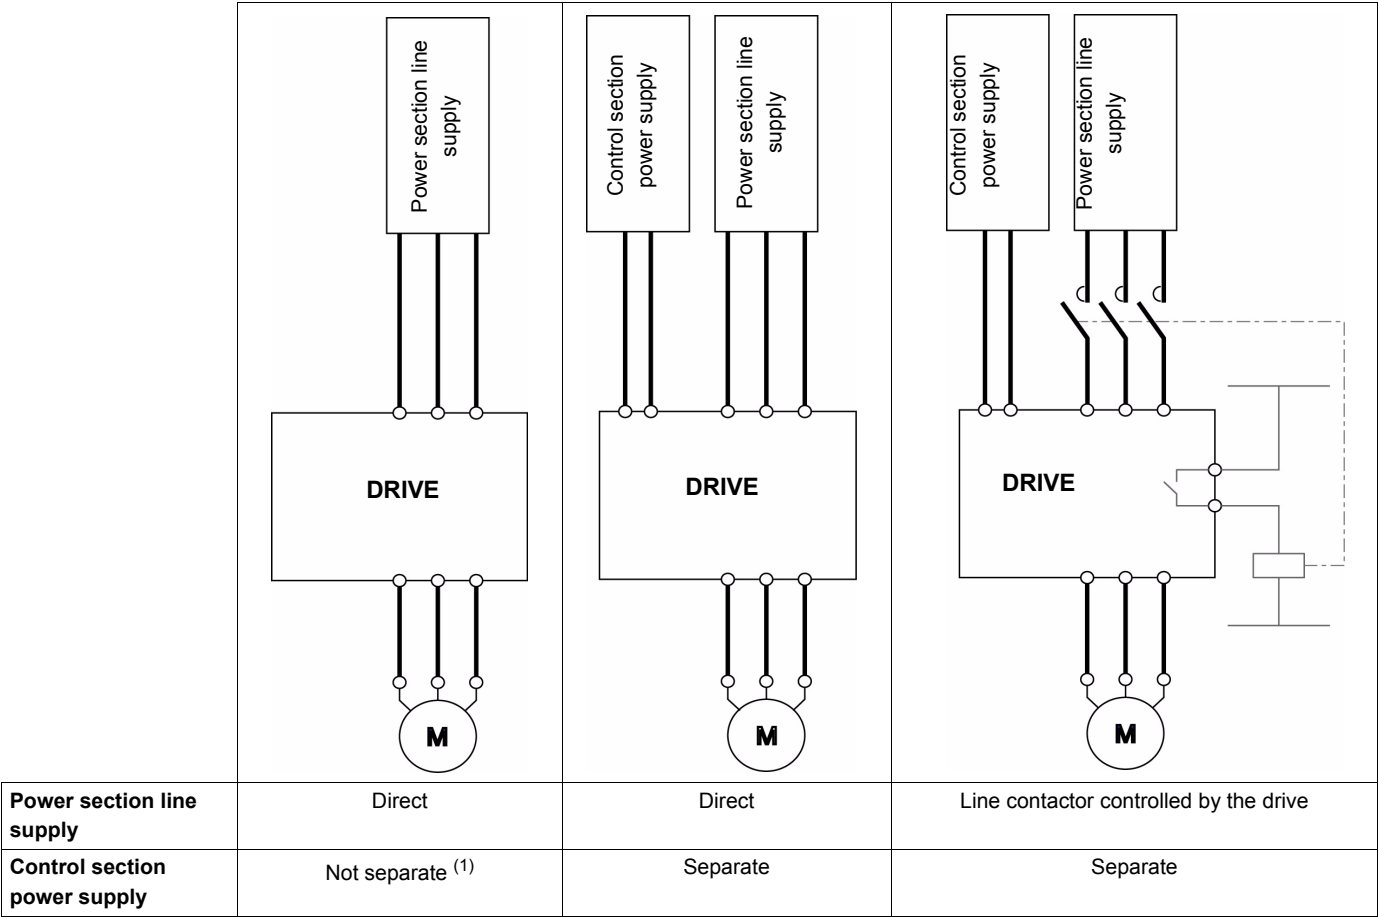 Power section line
supply
Control section
power supply
Power section line
supply
Control section
power supply
Power section line
supply
DRIVE
DRIVE
DRIVE
M
M
M
Power section line
supply
Direct
Direct
Line contactor controlled by the drive
Control section
power supply
Not separate (1)
Separate
Separate